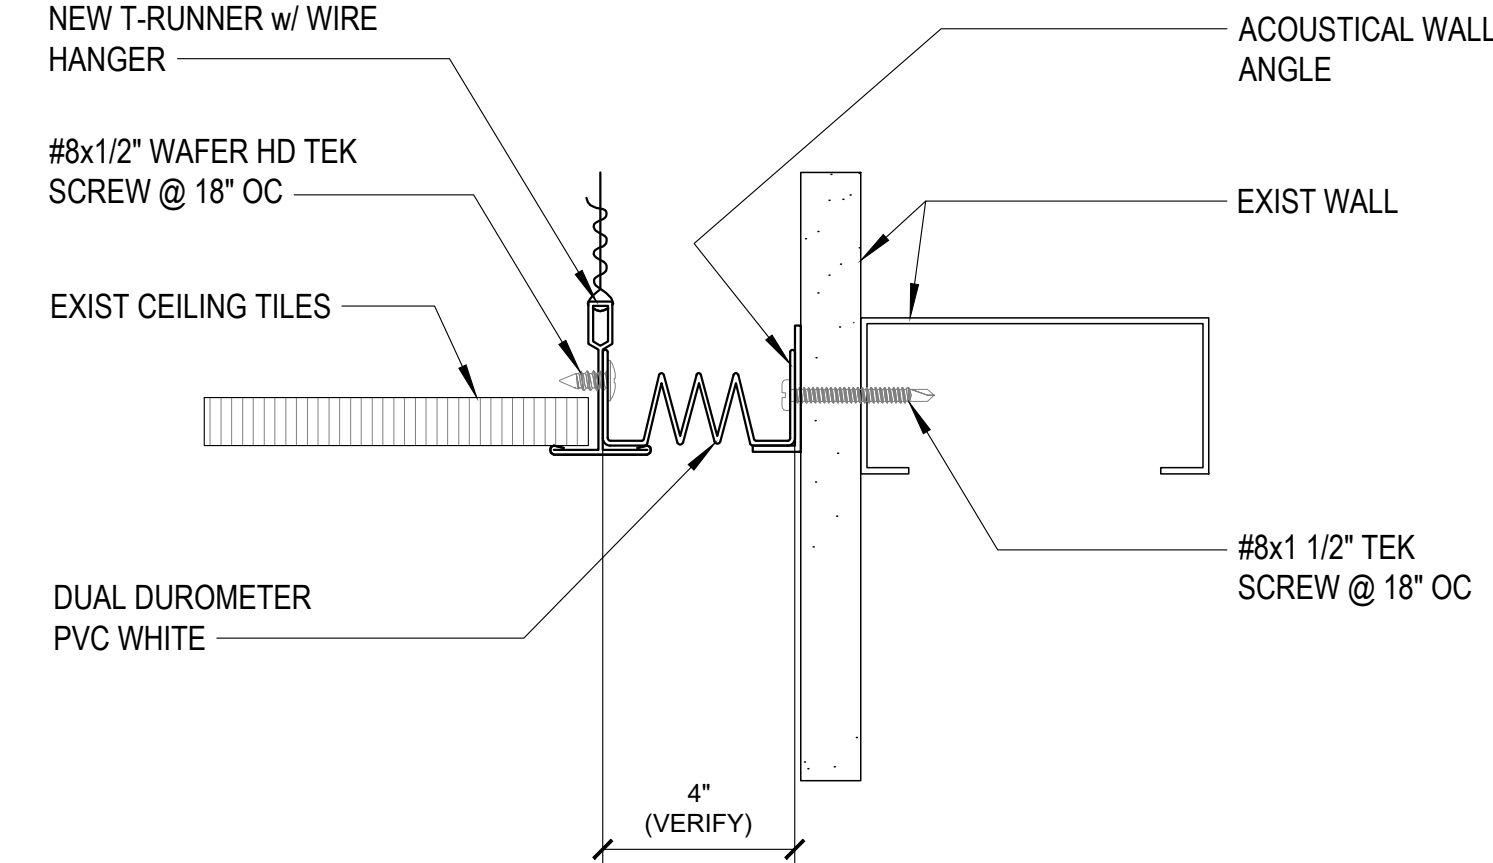 NEW T-RUNNER w/ WIRE
HANGER
#8x1/2" WAFER HD TEK
SCREW @ 18" OC
EXIST CEILING TILES
DUAL DUROMETER
PVC WHITE
ACOUSTICAL WALL
ANGLE
EXIST WALL
#8x1 1/2" TEK
SCREW @ 18" OC
4"
(VERIFY)